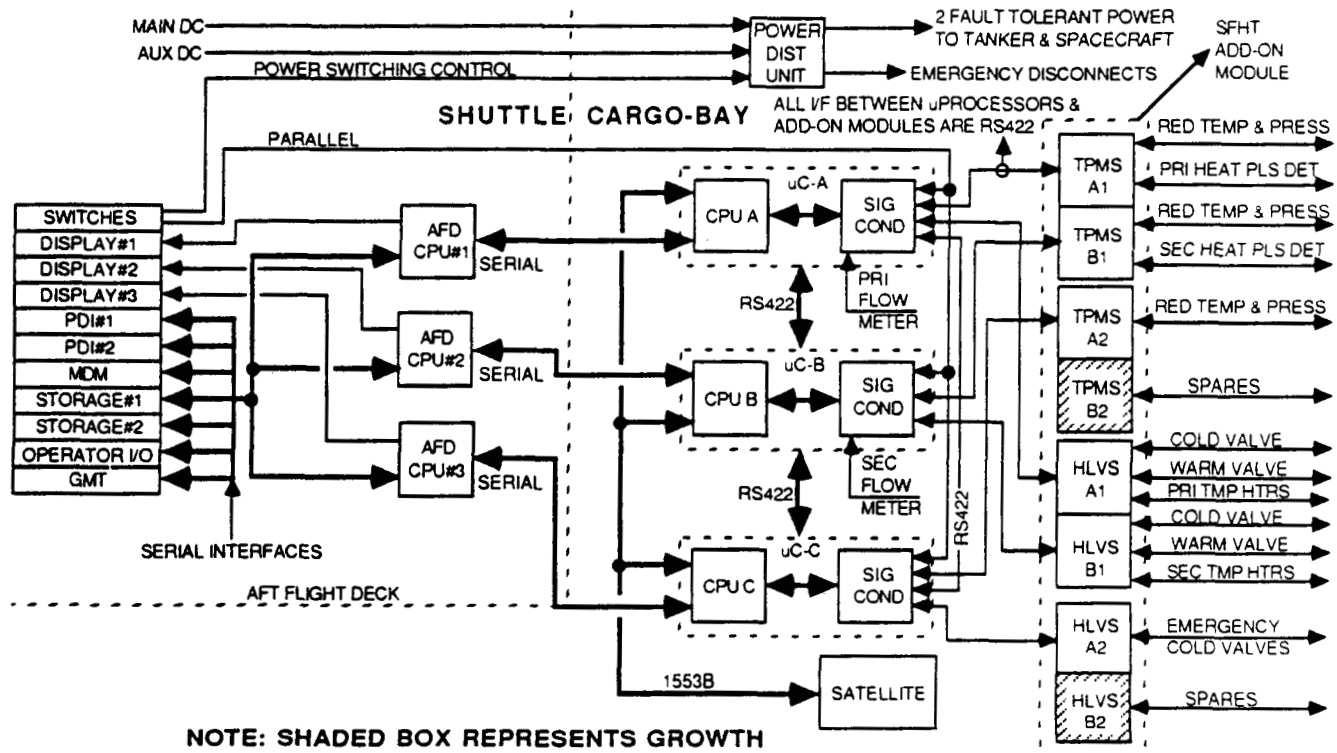 MAIN DC
AUX DC
POWER SWITCHING CONTROL
POWER
DIST
UNIT
2 FAULT TOLERANT POWER
TO TANKER & SPACECRAFT
EMERGENCY DISCONNECTS
SFHT
ADD-ON
MODULE
SHUTTLE CARGO-BAY
ALL I/F BETWEEN uPROCESSORS &
ADD-ON MODULES ARE RS422
PARALLEL
SWITCHES
DISPLAY#1
DISPLAY#2
DISPLAY#3
PDI#1
PDI#2
MDM
STORAGE#1
STORAGE#2
OPERATOR I/O
GMT
SERIAL INTERFACES
AFT FLIGHT DECK
AFD
CPU#1
SERIAL
AFD
CPU#2
SERIAL
AFD
CPU#3
SERIAL
uC-A
CPU A
SIG
COND
RS422
PRI
FLOW
METER
uC-B
CPU B
SIG
COND
RS422
SEC
FLOW
METER
uC-C
CPU C
SIG
COND
RS422
1553B
SATELLITE
TPMS
A1
TPMS
B1
TPMS
A2
TPMS
B2
HLVS
A1
HLVS
B1
HLVS
A2
HLVS
B2
RED TEMP & PRESS
PRI HEAT PLS DET
RED TEMP & PRESS
SEC HEAT PLS DET
RED TEMP & PRESS
SPARES
COLD VALVE
WARM VALVE
PRI TMP HTRS
COLD VALVE
WARM VALVE
SEC TMP HTRS
EMERGENCY
COLD VALVES
SPARES
NOTE: SHADED BOX REPRESENTS GROWTH